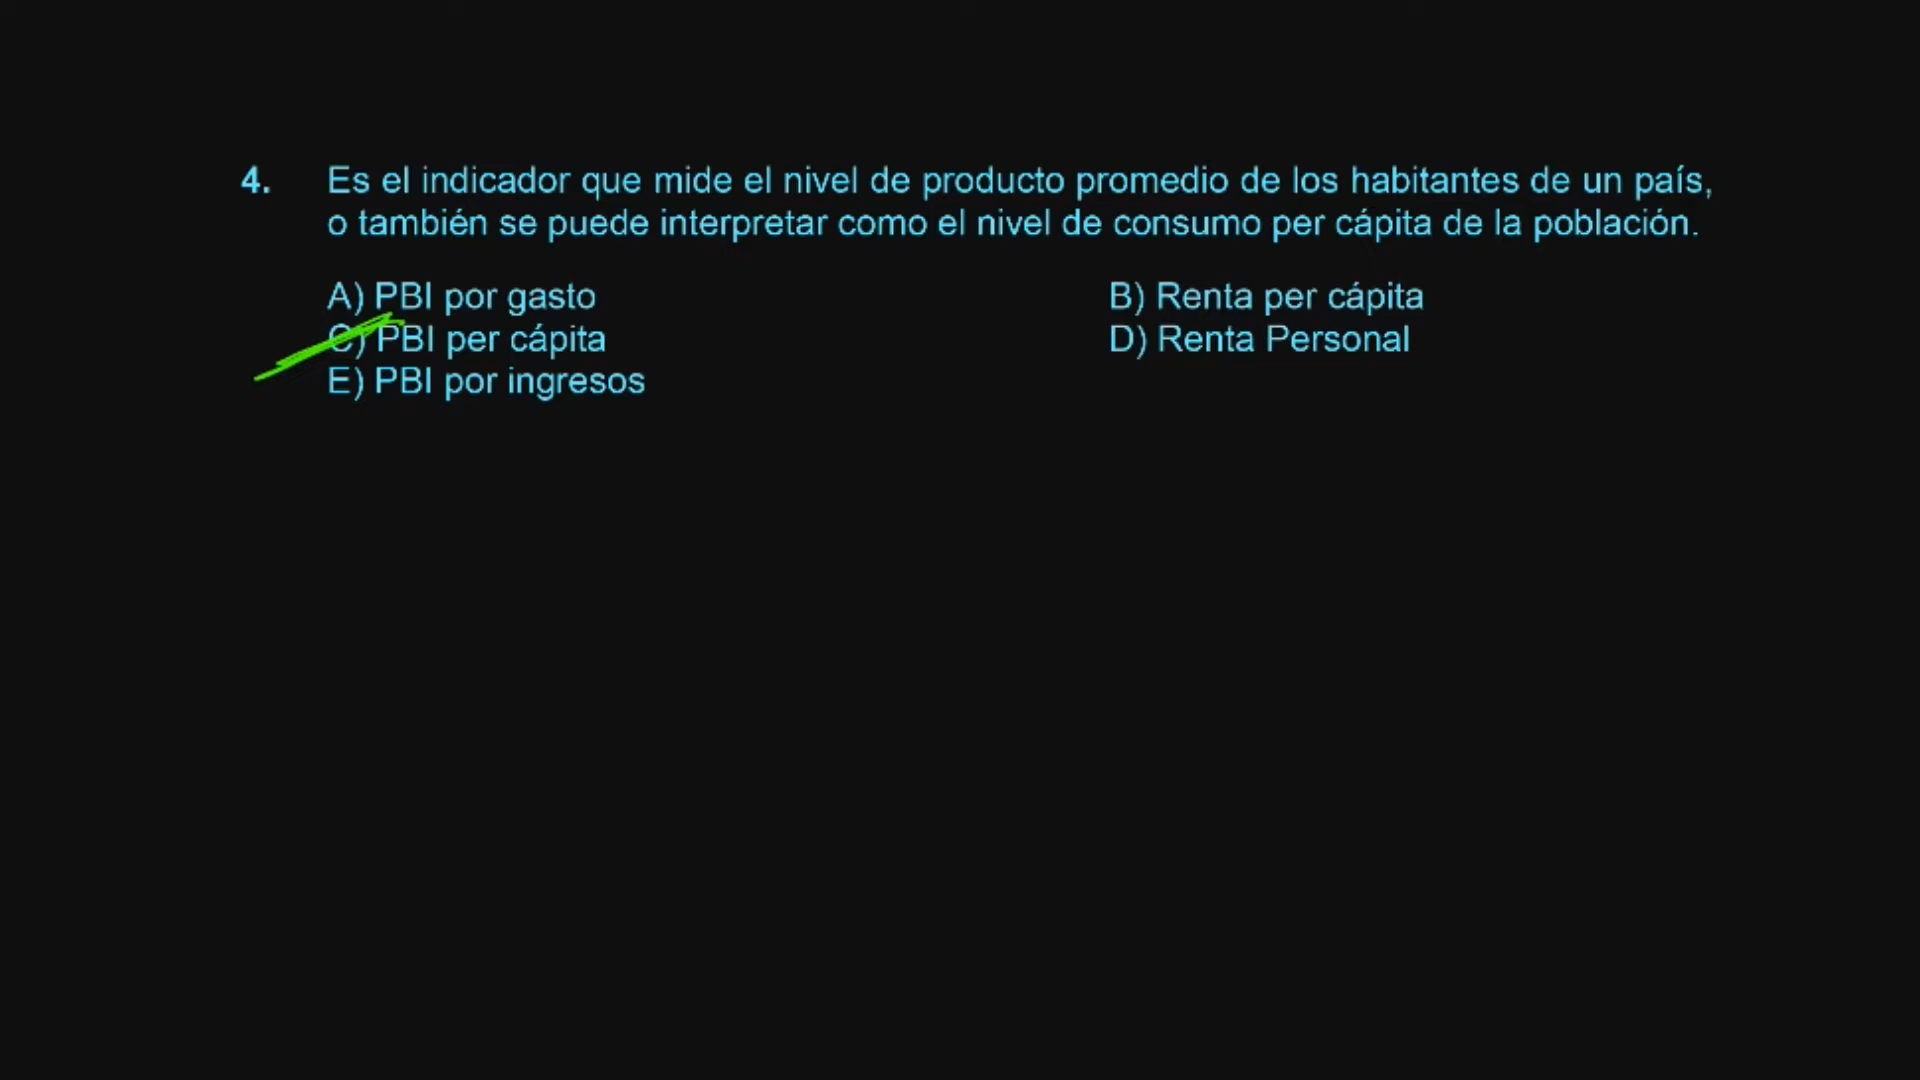 4. Es el indicador que mide el nivel de producto promedio de los habitantes de un país,
o también se puede interpretar como el nivel de consumo per cápita de la población.
A) PBI por gasto B) Renta per cápita
C) PBI per cápita D) Renta Personal
E) PBI por ingresos